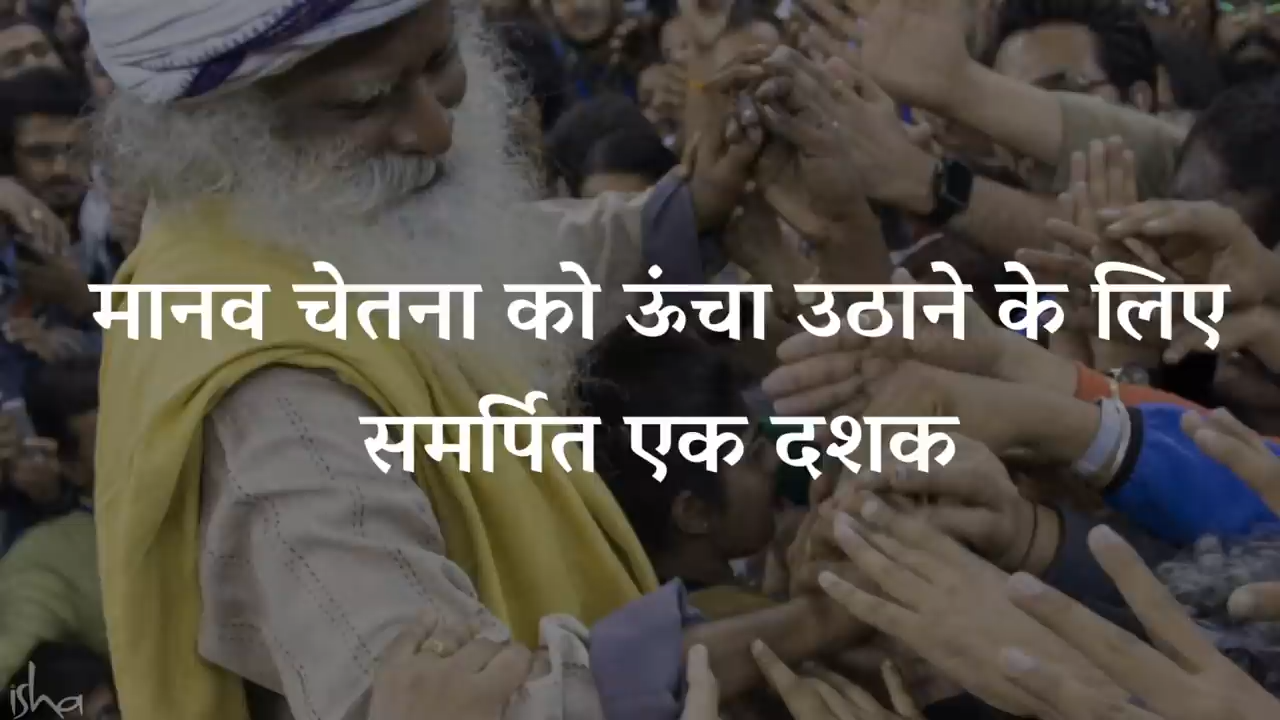 मानव चेतना को ऊंचा उठाने के लिए
समर्पित एक दशक
isha